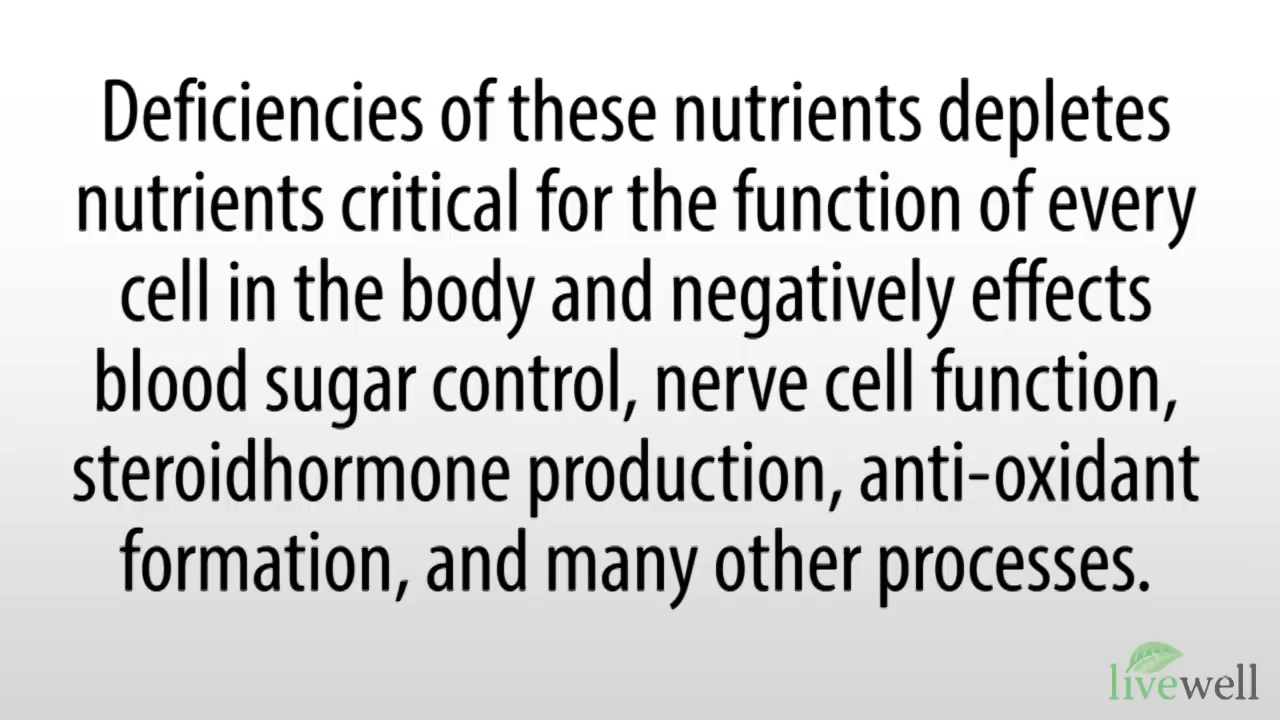 Deficiencies of these nutrients depletes
nutrients critical for the function of every
cell in the body and negatively effects
blood sugar control, nerve cell function,
steroidhormone production, anti-oxidant
formation, and many other processes.
livewell